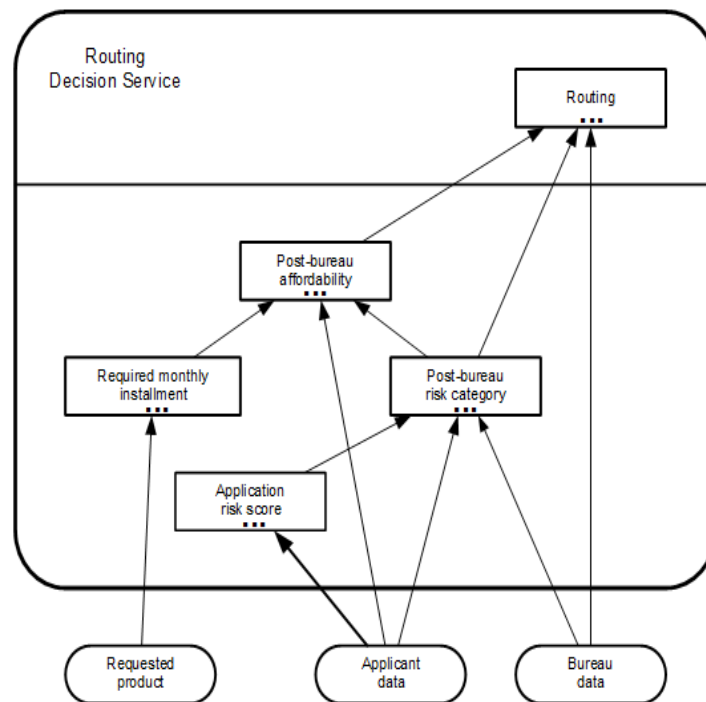 Routing
Decision Service
Routing
Post-bureau
affordability
Required monthly
installment
Post-bureau
risk category
Application
risk score
Requested
product
Applicant
data
Bureau
data